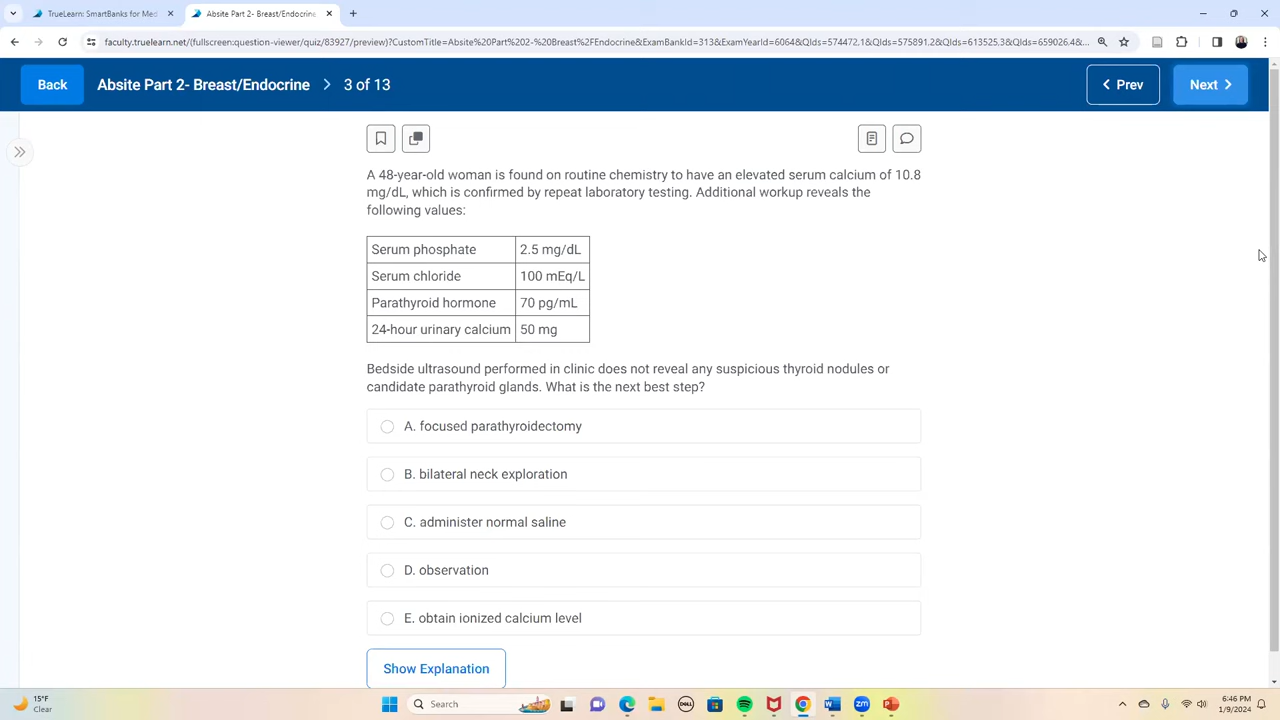 TrueLearn: SmartBanks for Med
Absite Part 2- Breast/Endocrine
faculty.truelearn.net/(fullscreen:question-viewer/quiz/83927/preview)?CustomTitle=Absite%20Part%202-%20Breast%2FEndocrine&ExamBankId=313&ExamYearId=6064&QIds=574472,1&QIds=575891,2&QIds=613525,3&QIds=659026,4&...
Back
Absite Part 2- Breast/Endocrine > 3 of 13
Prev
Next
A 48-year-old woman is found on routine chemistry to have an elevated serum calcium of 10.8
mg/dL, which is confirmed by repeat laboratory testing. Additional workup reveals the
following values:
Serum phosphate 2.5 mg/dL
Serum chloride 100 mEq/L
Parathyroid hormone 70 pg/mL
24-hour urinary calcium 50 mg
Bedside ultrasound performed in clinic does not reveal any suspicious thyroid nodules or
candidate parathyroid glands. What is the next best step?
A. focused parathyroidectomy
B. bilateral neck exploration
C. administer normal saline
D. observation
E. obtain ionized calcium level
Show Explanation
15°F
Clear
Search
DELL
zm
6:46 PM
1/9/2024